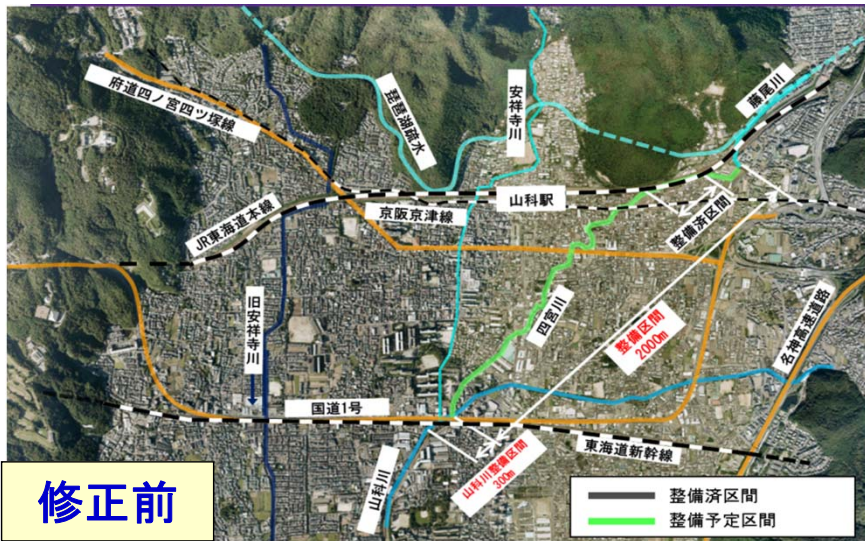 府道四ノ宮四ツ塚線
琵琶湖疏水
安祥寺川
藤尾川
山科駅
JR東海道本線
京阪京津線
整備済区間
旧安祥寺川
四宮川
整備区間
2000m
名神高速道路
国道1号
山科川
山科川整備区間
300m
東海道新幹線
修正前
整備済区間
整備予定区間